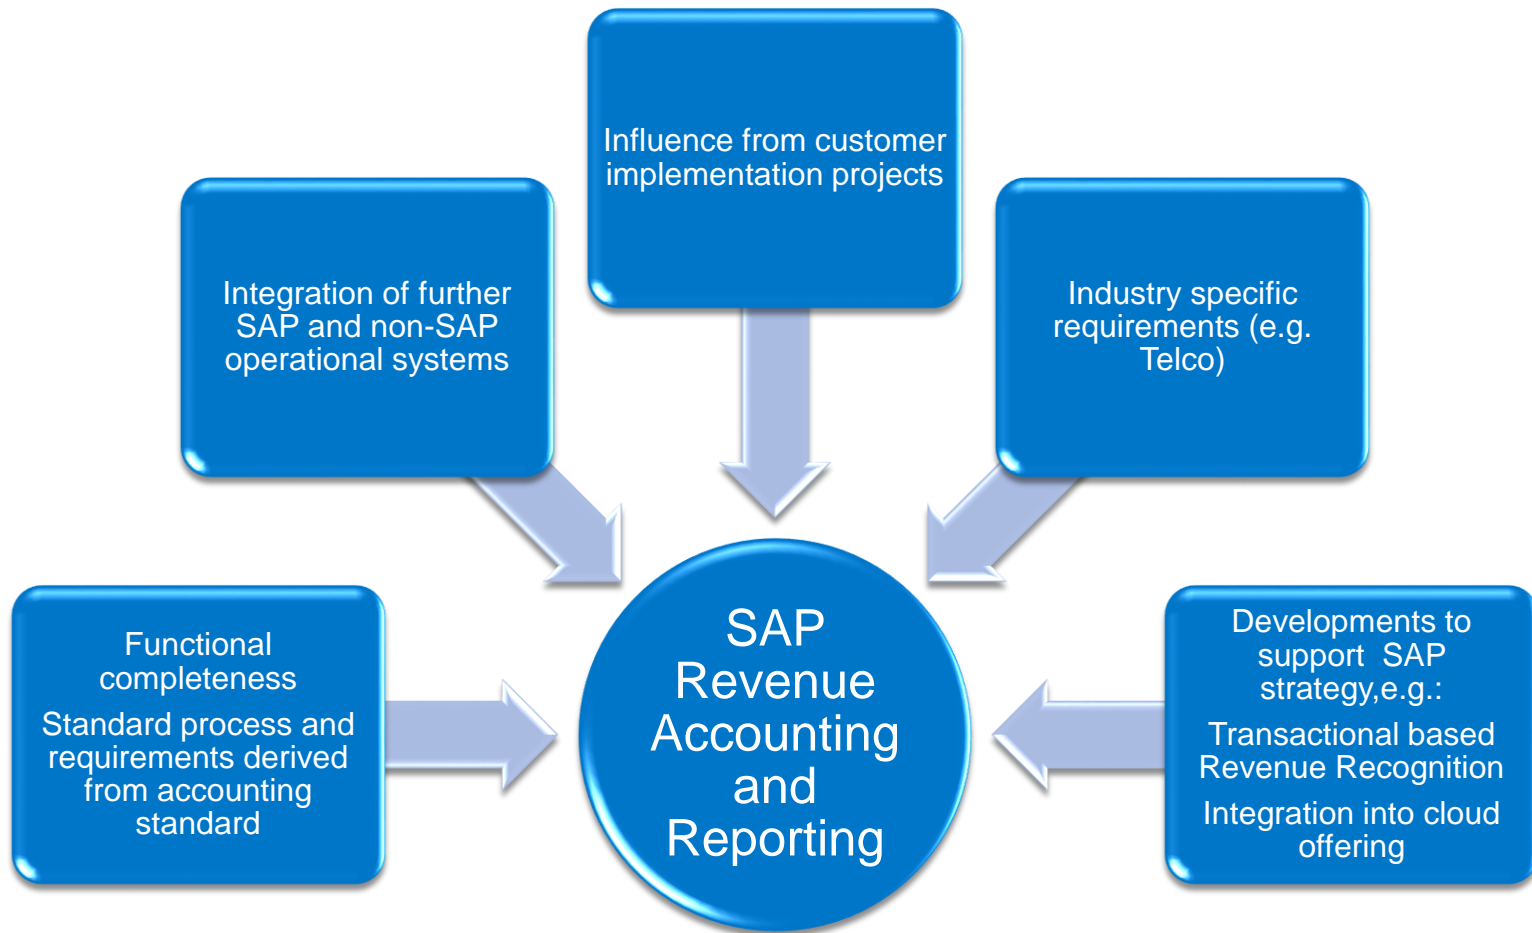 Influence from customer
implementation projects
Integration of further
SAP and non-SAP
operational systems
Industry specific
requirements (e.g.
Telco)
Functional
completeness
Standard process and
requirements derived
from accounting
standard
SAP
Revenue
Accounting
and
Reporting
Developments to
support  SAP
strategy,e.g.:
Transactional based
Revenue Recognition
Integration into cloud
offering